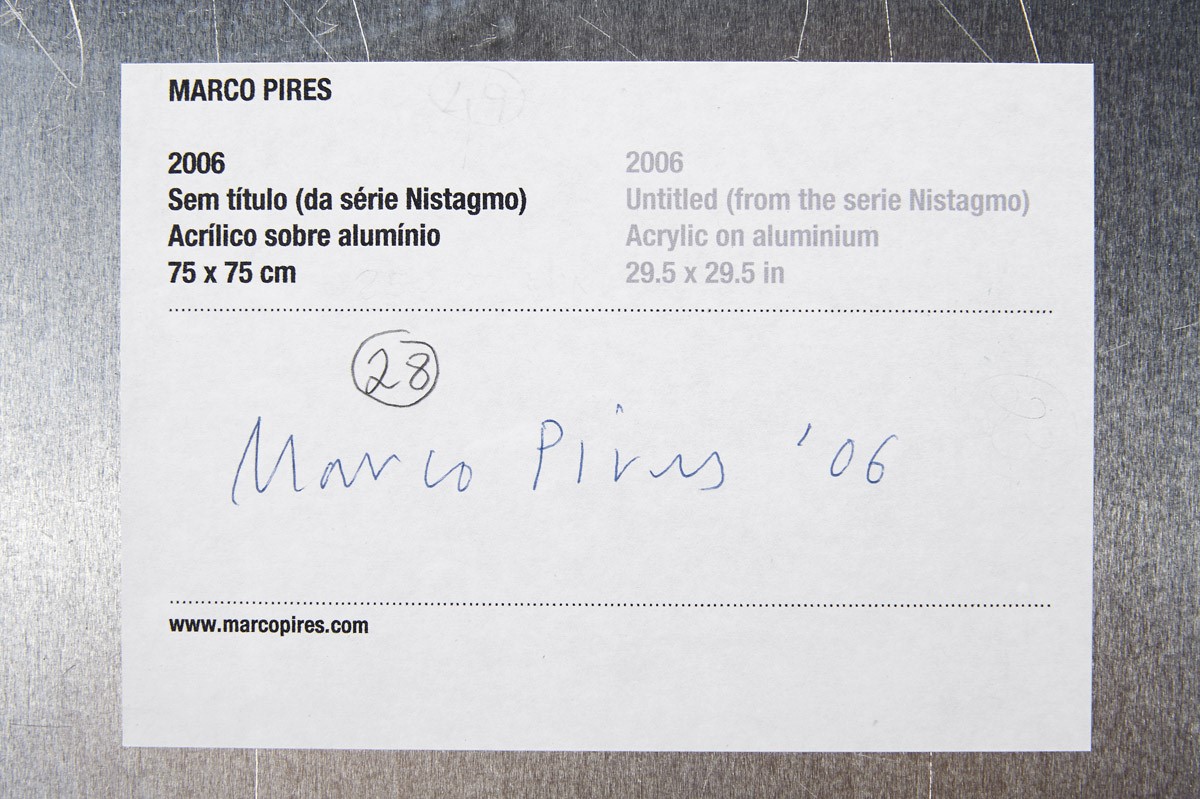 MARCO PIRES
2006
Sem título (da série Nistagmo)
Acrílico sobre alumínio
75 x 75 cm
2006
Untitled (from the serie Nistagmo)
Acrylic on aluminium
29.5 x 29.5 in
28
Marco Pires '06
www.marcopires.com